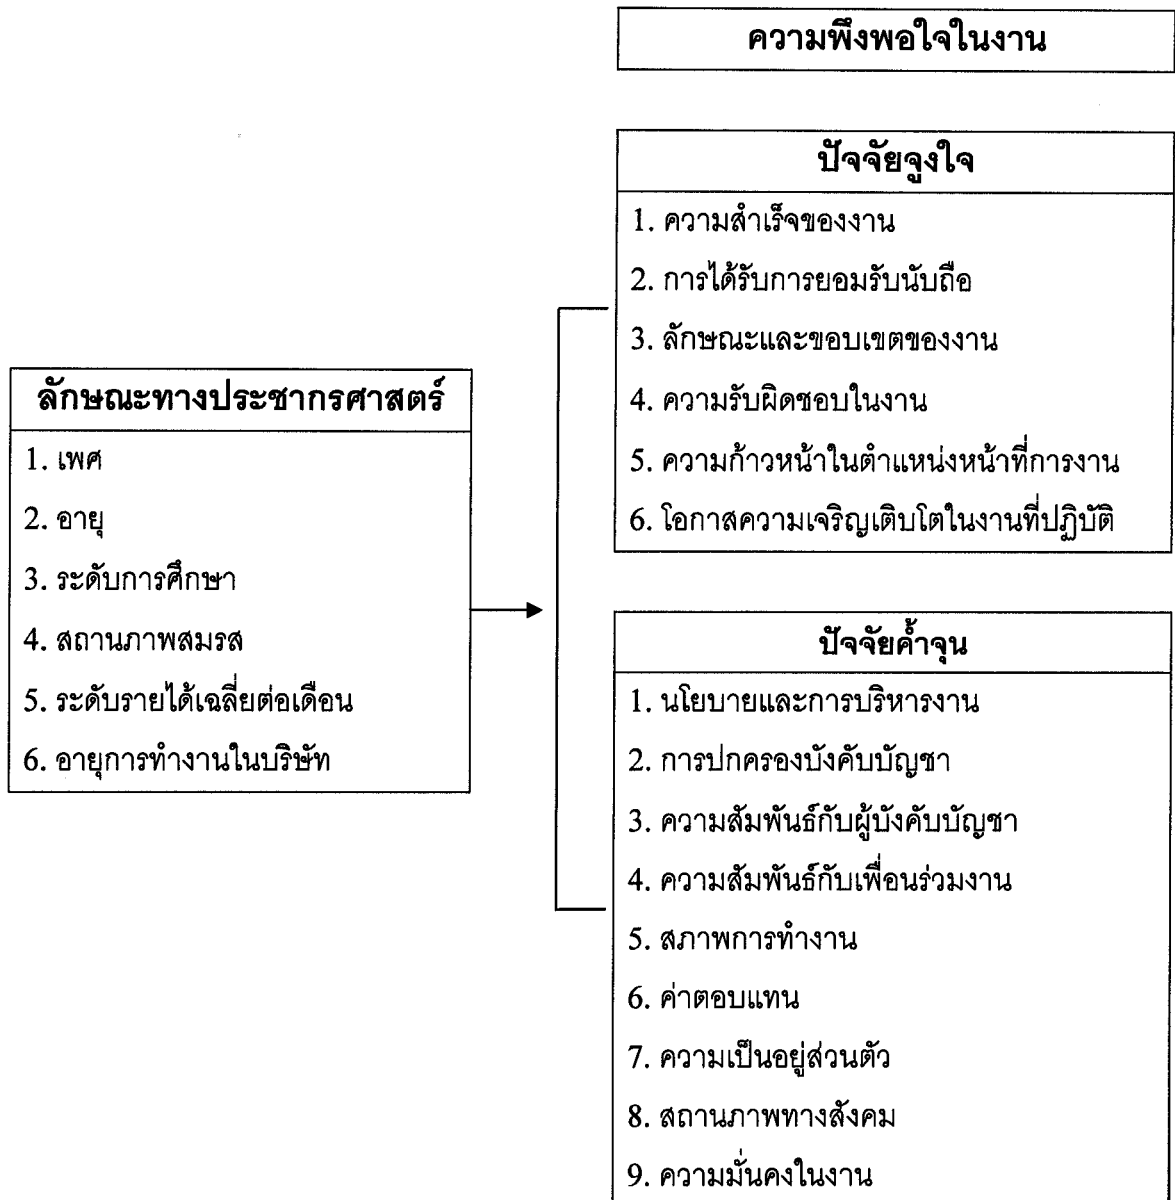 ความพึงพอใจในงาน
ปัจจัยจูงใจ
1. ความสำเร็จของงาน
2. การได้รับการยอมรับนับถือ
3. ลักษณะและขอบเขตของงาน
4. ความรับผิดชอบในงาน
5. ความก้าวหน้าในตำแหน่งหน้าที่การงาน
6. โอกาสความเจริญเติบโตในงานที่ปฏิบัติ
ลักษณะทางประชากรศาสตร์
1. เพศ
2. อายุ
3. ระดับการศึกษา
4. สถานภาพสมรส
5. ระดับรายได้เฉลี่ยต่อเดือน
6. อายุการทำงานในบริษัท
ปัจจัยค้ำจุน
1. นโยบายและการบริหารงาน
2. การปกครองบังคับบัญชา
3. ความสัมพันธ์กับผู้บังคับบัญชา
4. ความสัมพันธ์กับเพื่อนร่วมงาน
5. สภาพการทำงาน
6. ค่าตอบแทน
7. ความเป็นอยู่ส่วนตัว
8. สถานภาพทางสังคม
9. ความมั่นคงในงาน